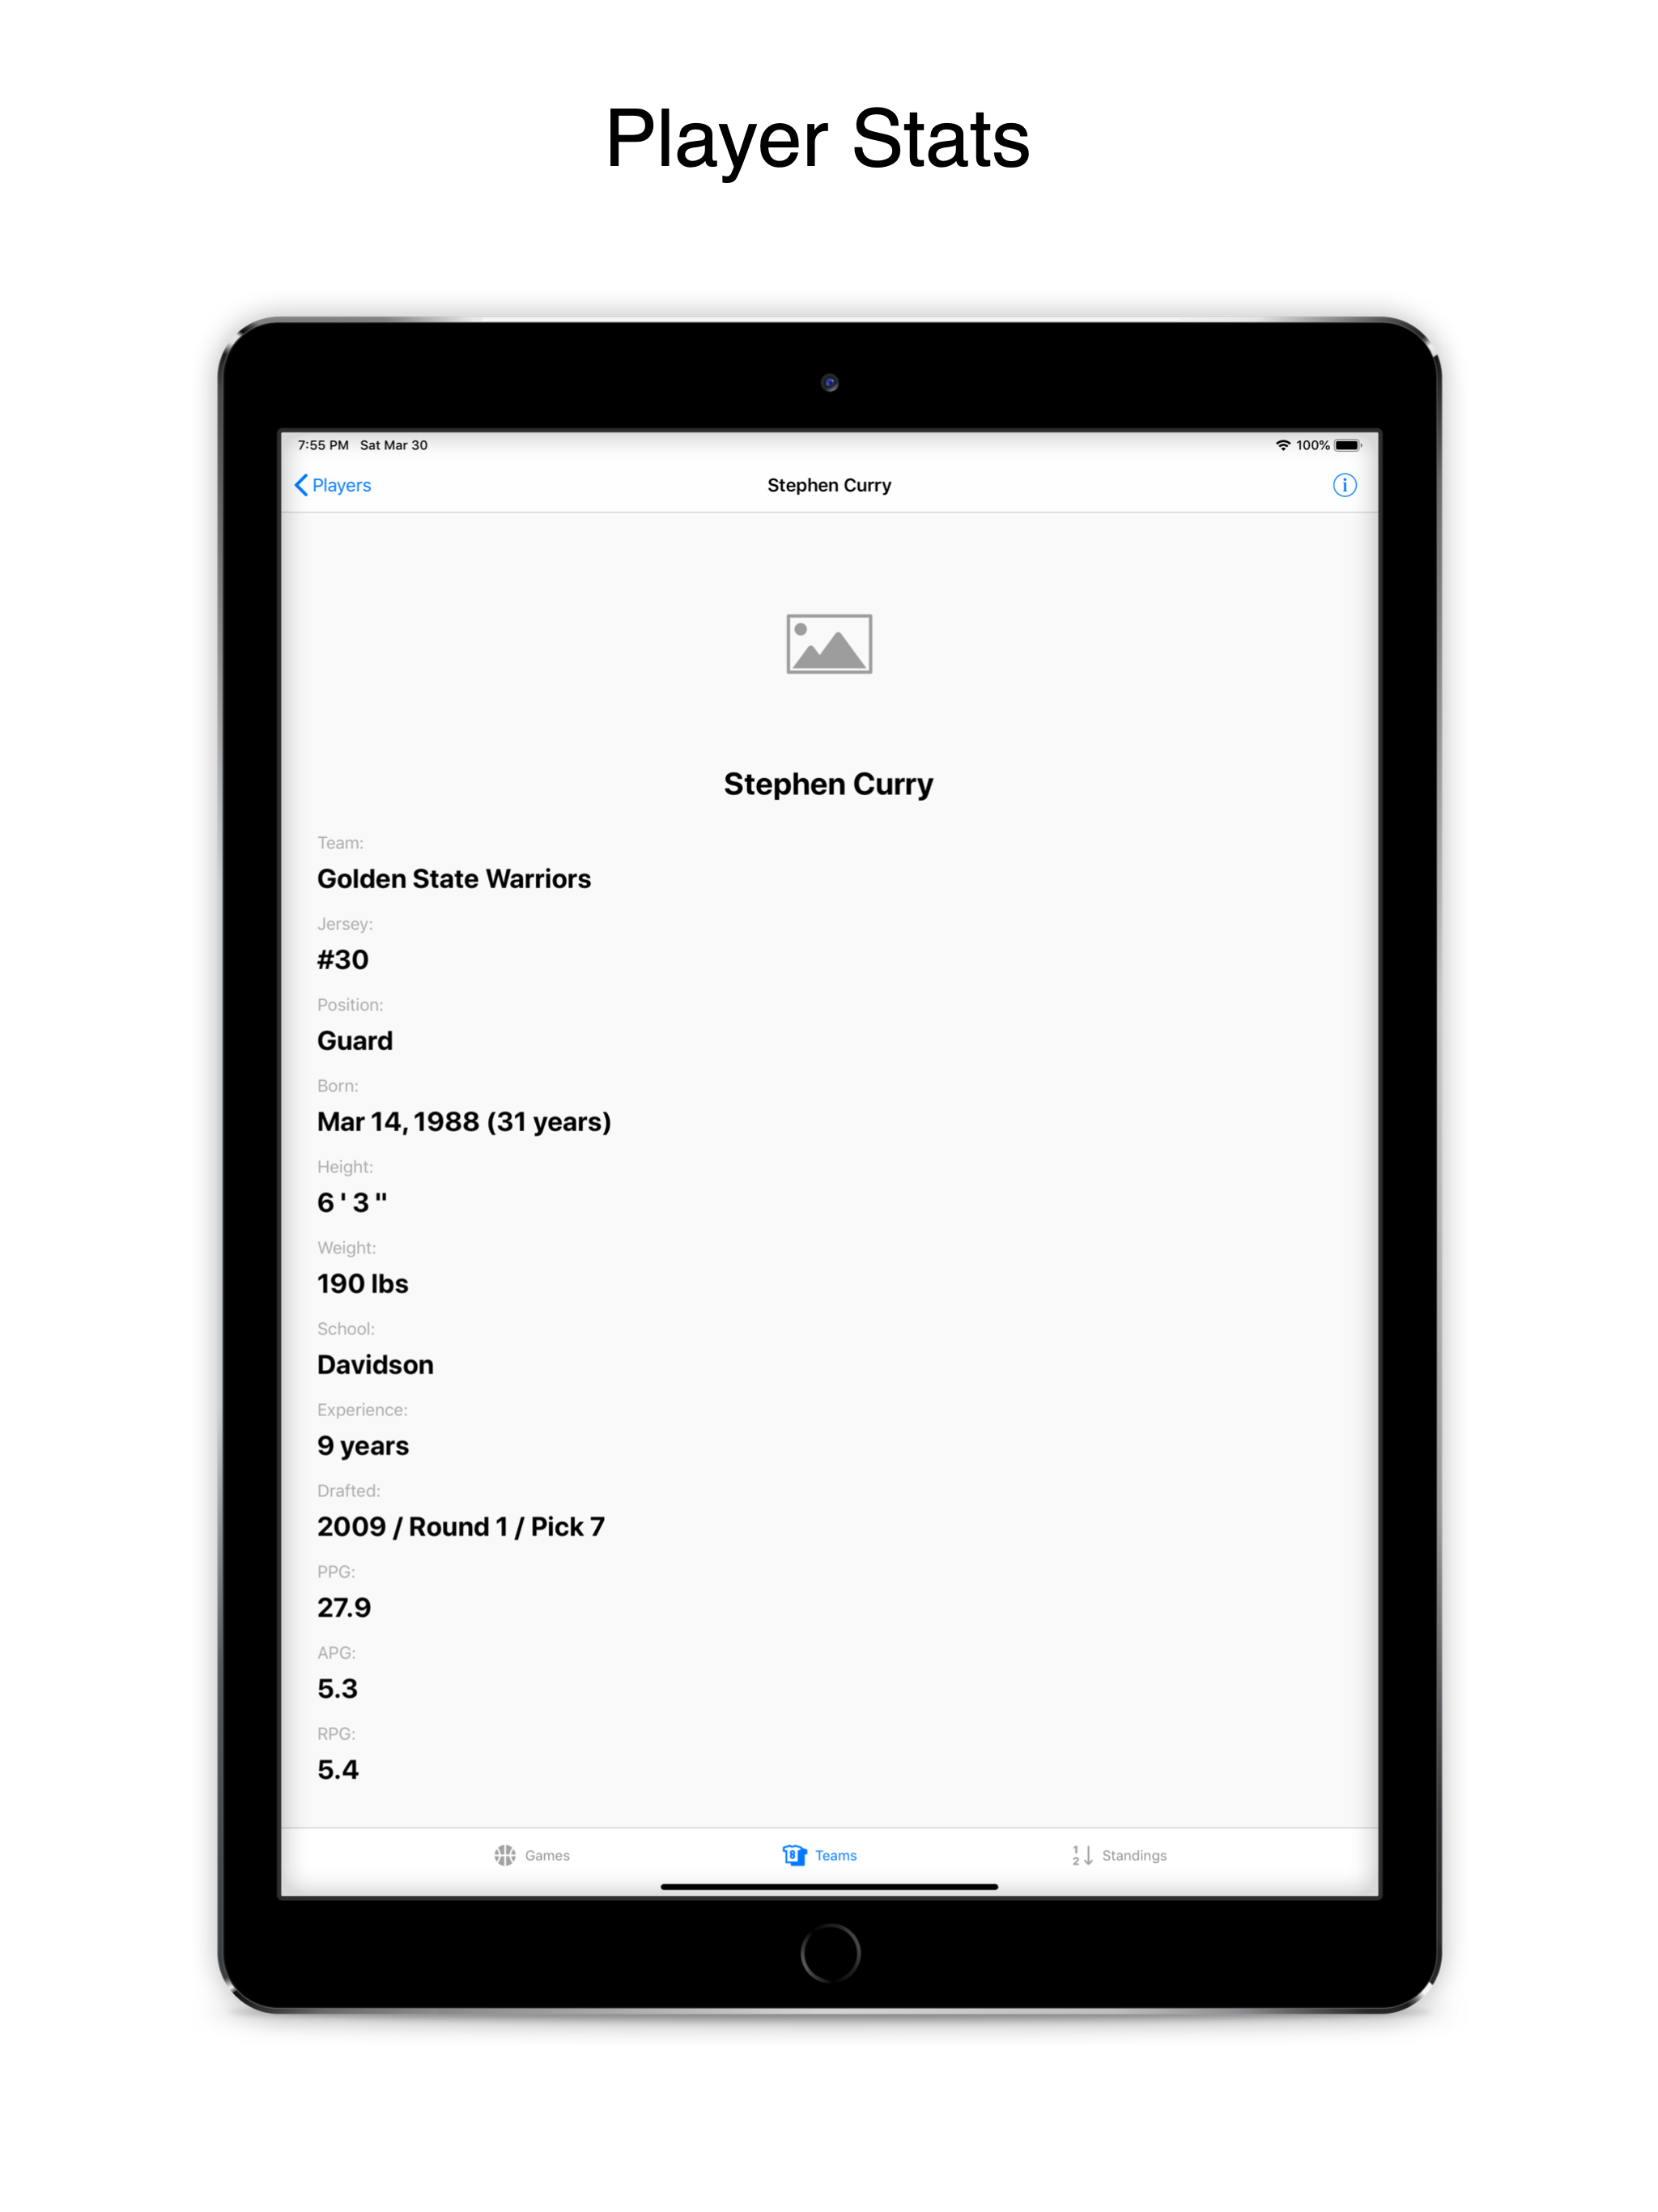 Player Stats
7:55 PM Sat Mar 30 100%
Players Stephen Curry
Stephen Curry
Team:
Golden State Warriors
Jersey:
#30
Position:
Guard
Born:
Mar 14, 1988 (31 years)
Height:
6 ' 3 "
Weight:
190 lbs
School:
Davidson
Experience:
9 years
Drafted:
2009 / Round 1 / Pick 7
PPG:
27.9
APG:
5.3
RPG:
5.4
Games Teams Standings